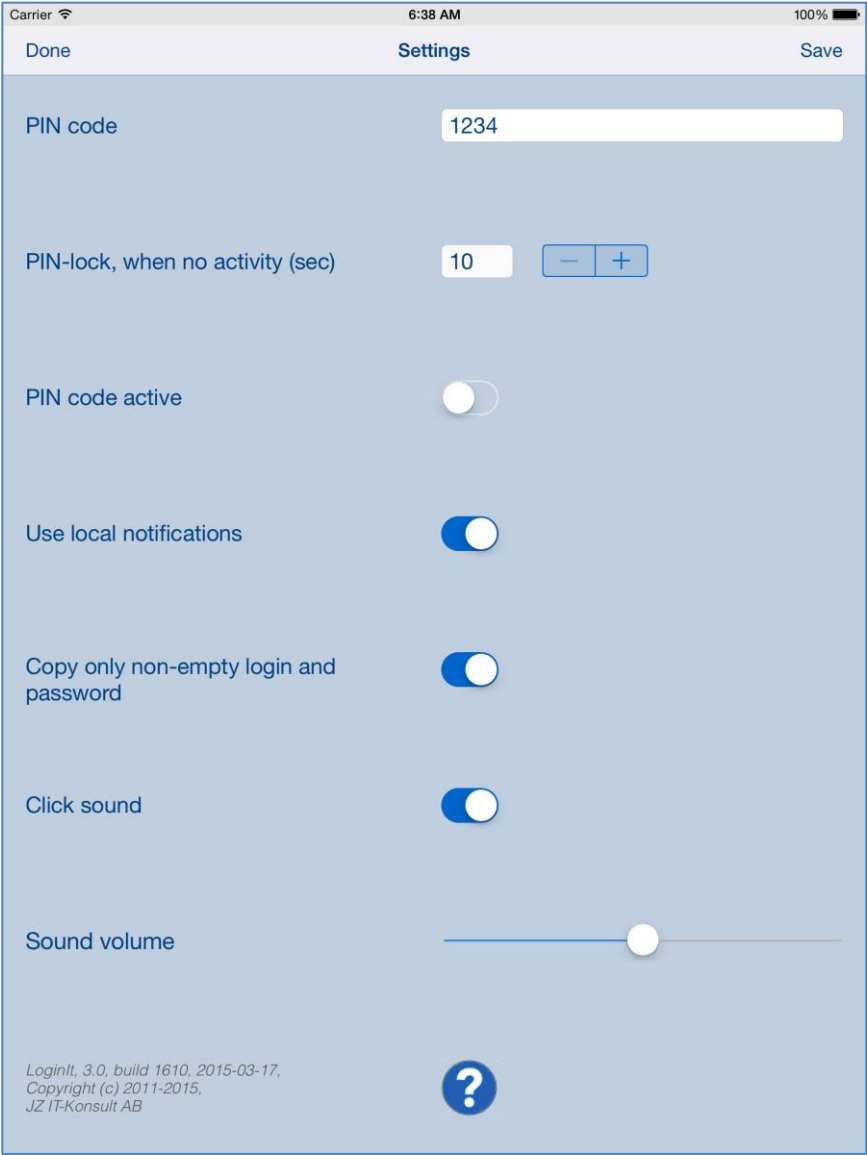 Carrier 6:38 AM 100%
Done Settings Save
PIN code 1234
PIN-lock, when no activity (sec) 10 − +
PIN code active
Use local notifications
Copy only non-empty login and
password
Click sound
Sound volume
LoginIt, 3.0, build 1610, 2015-03-17,
Copyright (c) 2011-2015,
JZ IT-Konsult AB
?